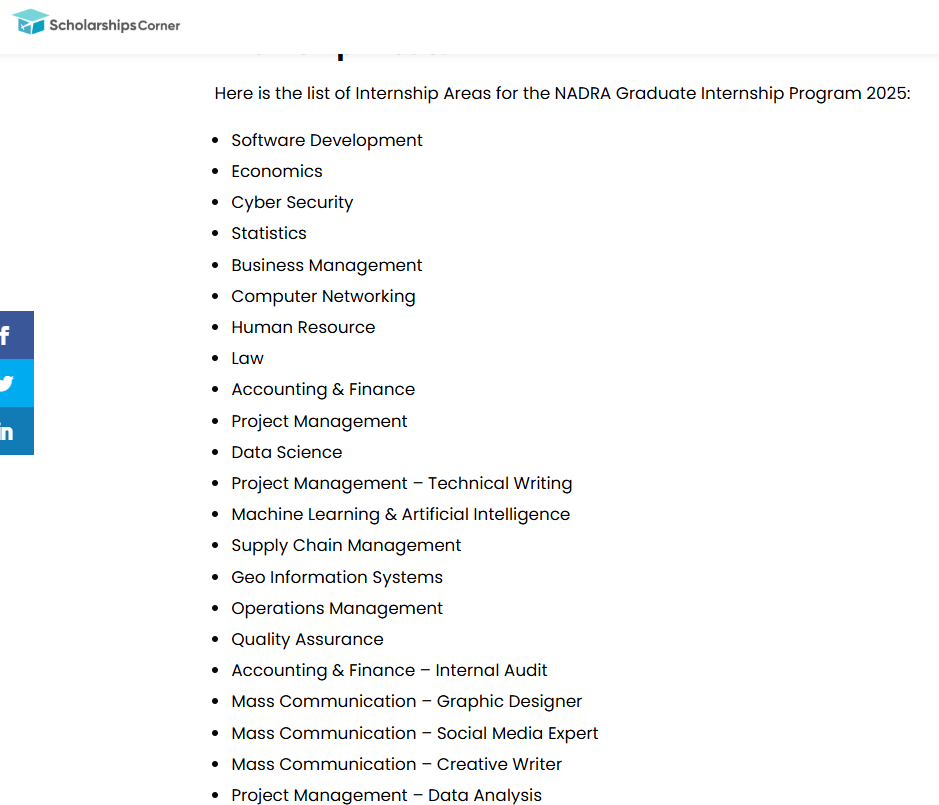 ScholarshipsCorner
Here is the list of Internship Areas for the NADRA Graduate Internship Program 2025:
• Software Development
• Economics
• Cyber Security
• Statistics
• Business Management
• Computer Networking
• Human Resource
• Law
• Accounting & Finance
• Project Management
• Data Science
• Project Management – Technical Writing
• Machine Learning & Artificial Intelligence
• Supply Chain Management
• Geo Information Systems
• Operations Management
• Quality Assurance
• Accounting & Finance – Internal Audit
• Mass Communication – Graphic Designer
• Mass Communication – Social Media Expert
• Mass Communication – Creative Writer
• Project Management – Data Analysis
f
in